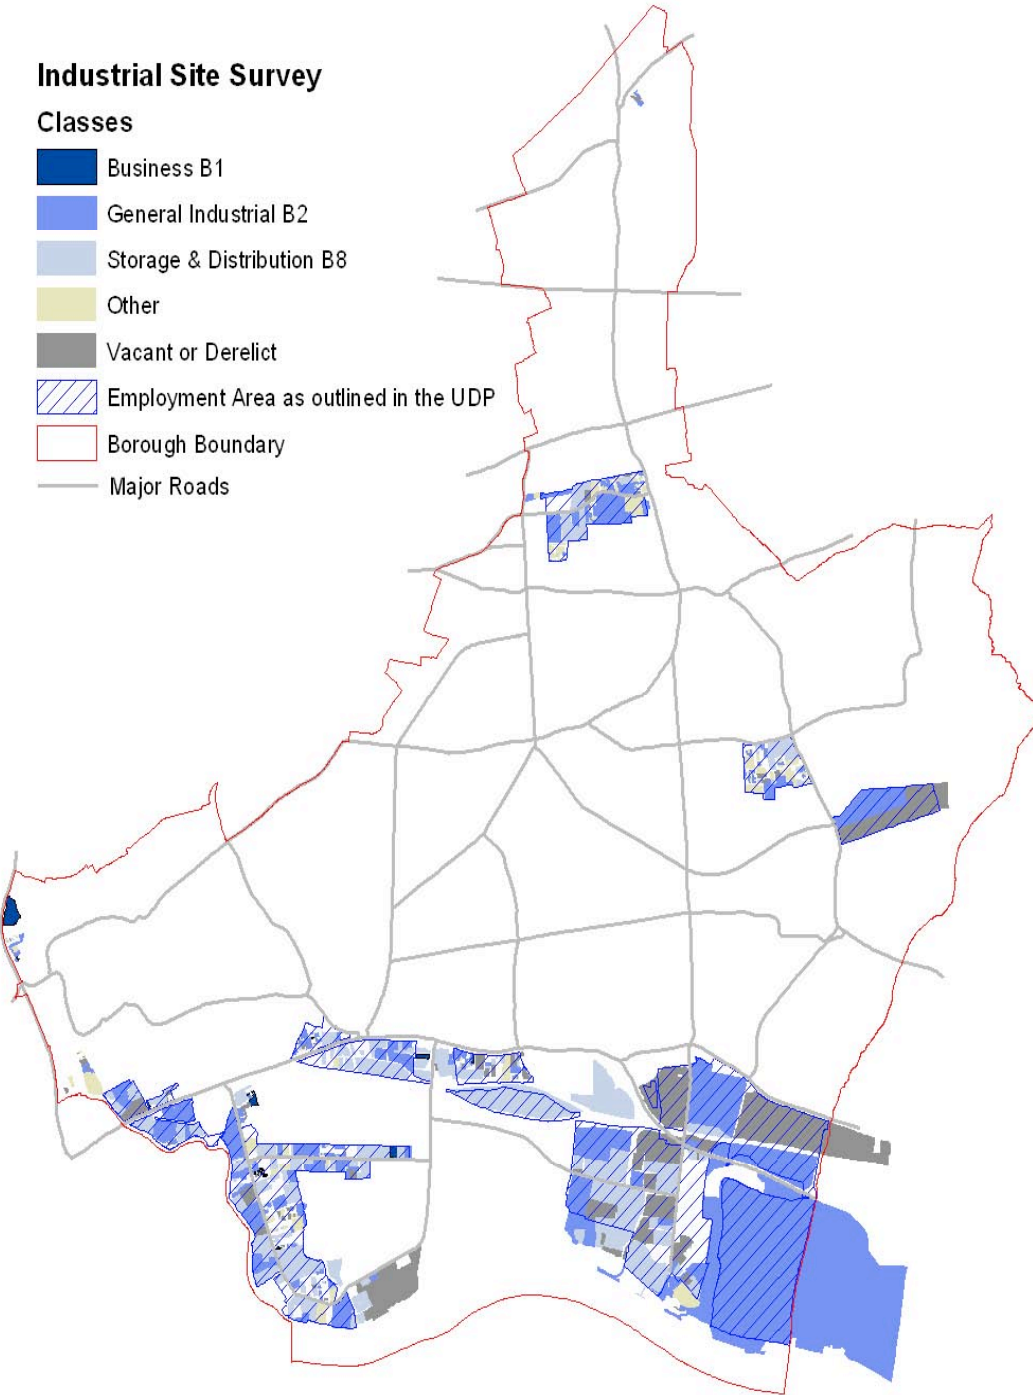 Industrial Site Survey
Classes
Business B1
General Industrial B2
Storage & Distribution B8
Other
Vacant or Derelict
Employment Area as outlined in the UDP
Borough Boundary
Major Roads